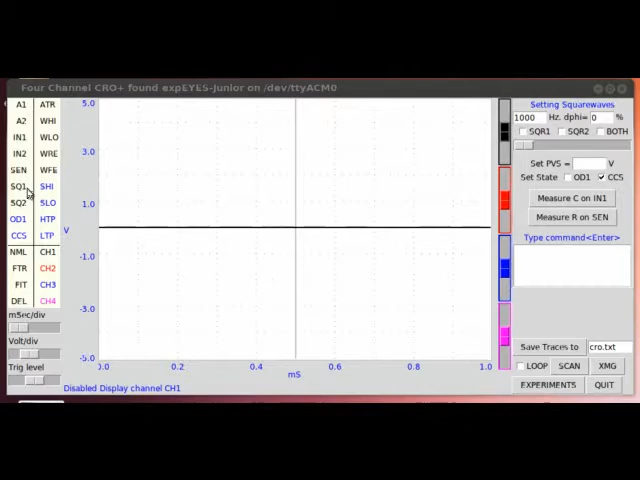 Four Channel CRO+ found expEYES-Junior on /dev/ttyACM0
A1 ATR
A2 WHI
IN1 WLO
IN2 WRE
SEN WFE
SQ1 SHI
SQ2 SLO
OD1 HTP
CCS LTP
NML CH1
FTR CH2
FIT CH3
DEL CH4
mSec/div
Volt/div
Trig level
5.0
3.0
1.0
V
-1.0
-3.0
-5.0
0.0 0.2 0.4 0.6 0.8 1.0
mS
Disabled Display channel CH1
Setting Squarewaves
1000 Hz. dphi= 0 %
SQR1 SQR2 BOTH
Set PVS = V
Set State OD1 CCS
Measure C on IN1
Measure R on SEN
Type command<Enter>
Save Traces to cro.txt
LOOP SCAN XMG
EXPERIMENTS QUIT